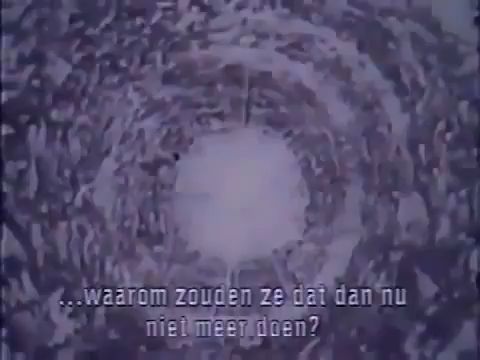 ...waarom zouden ze dat dan nu
niet meer doen?